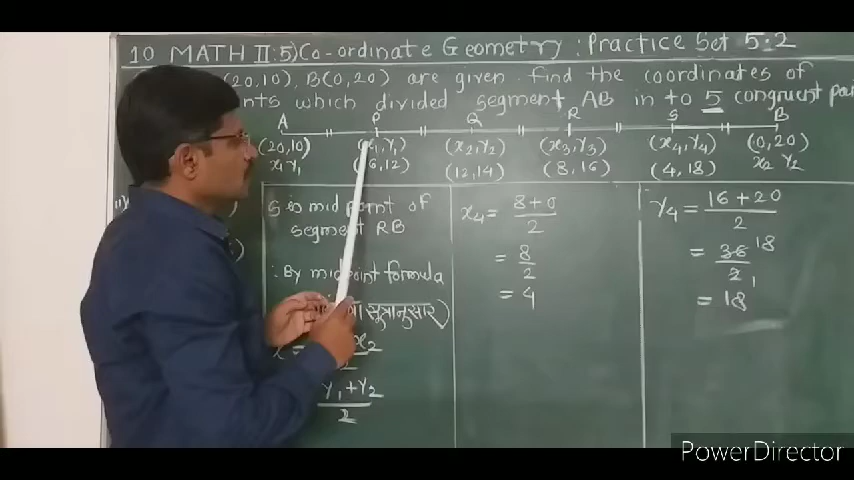 10 MATH II:5) Co-ordinate Geometry: Practice Set 5:2
(20,10), B(0,20) are given find the coordinates of
which divided segment AB in to 5 congruent
A P Q R S B
(20,10) (x₁,Y₁) (x₂,Y₂) (x₃,Y₃) (x₄,Y₄) (0,20)
x₁ Y₁ 6,12) (12,14) (8,16) (4,18) x₂ Y₂
S is mid point of
segment RB
∴ By midpoint formula
सूत्रानुसार)
x =
x₂
Y₁+Y₂
2
x₄ = 8+0
2
= 8
2
= 4
Y₄ = 16+20
2
= 36 18
2 1
= 18
PowerDirector